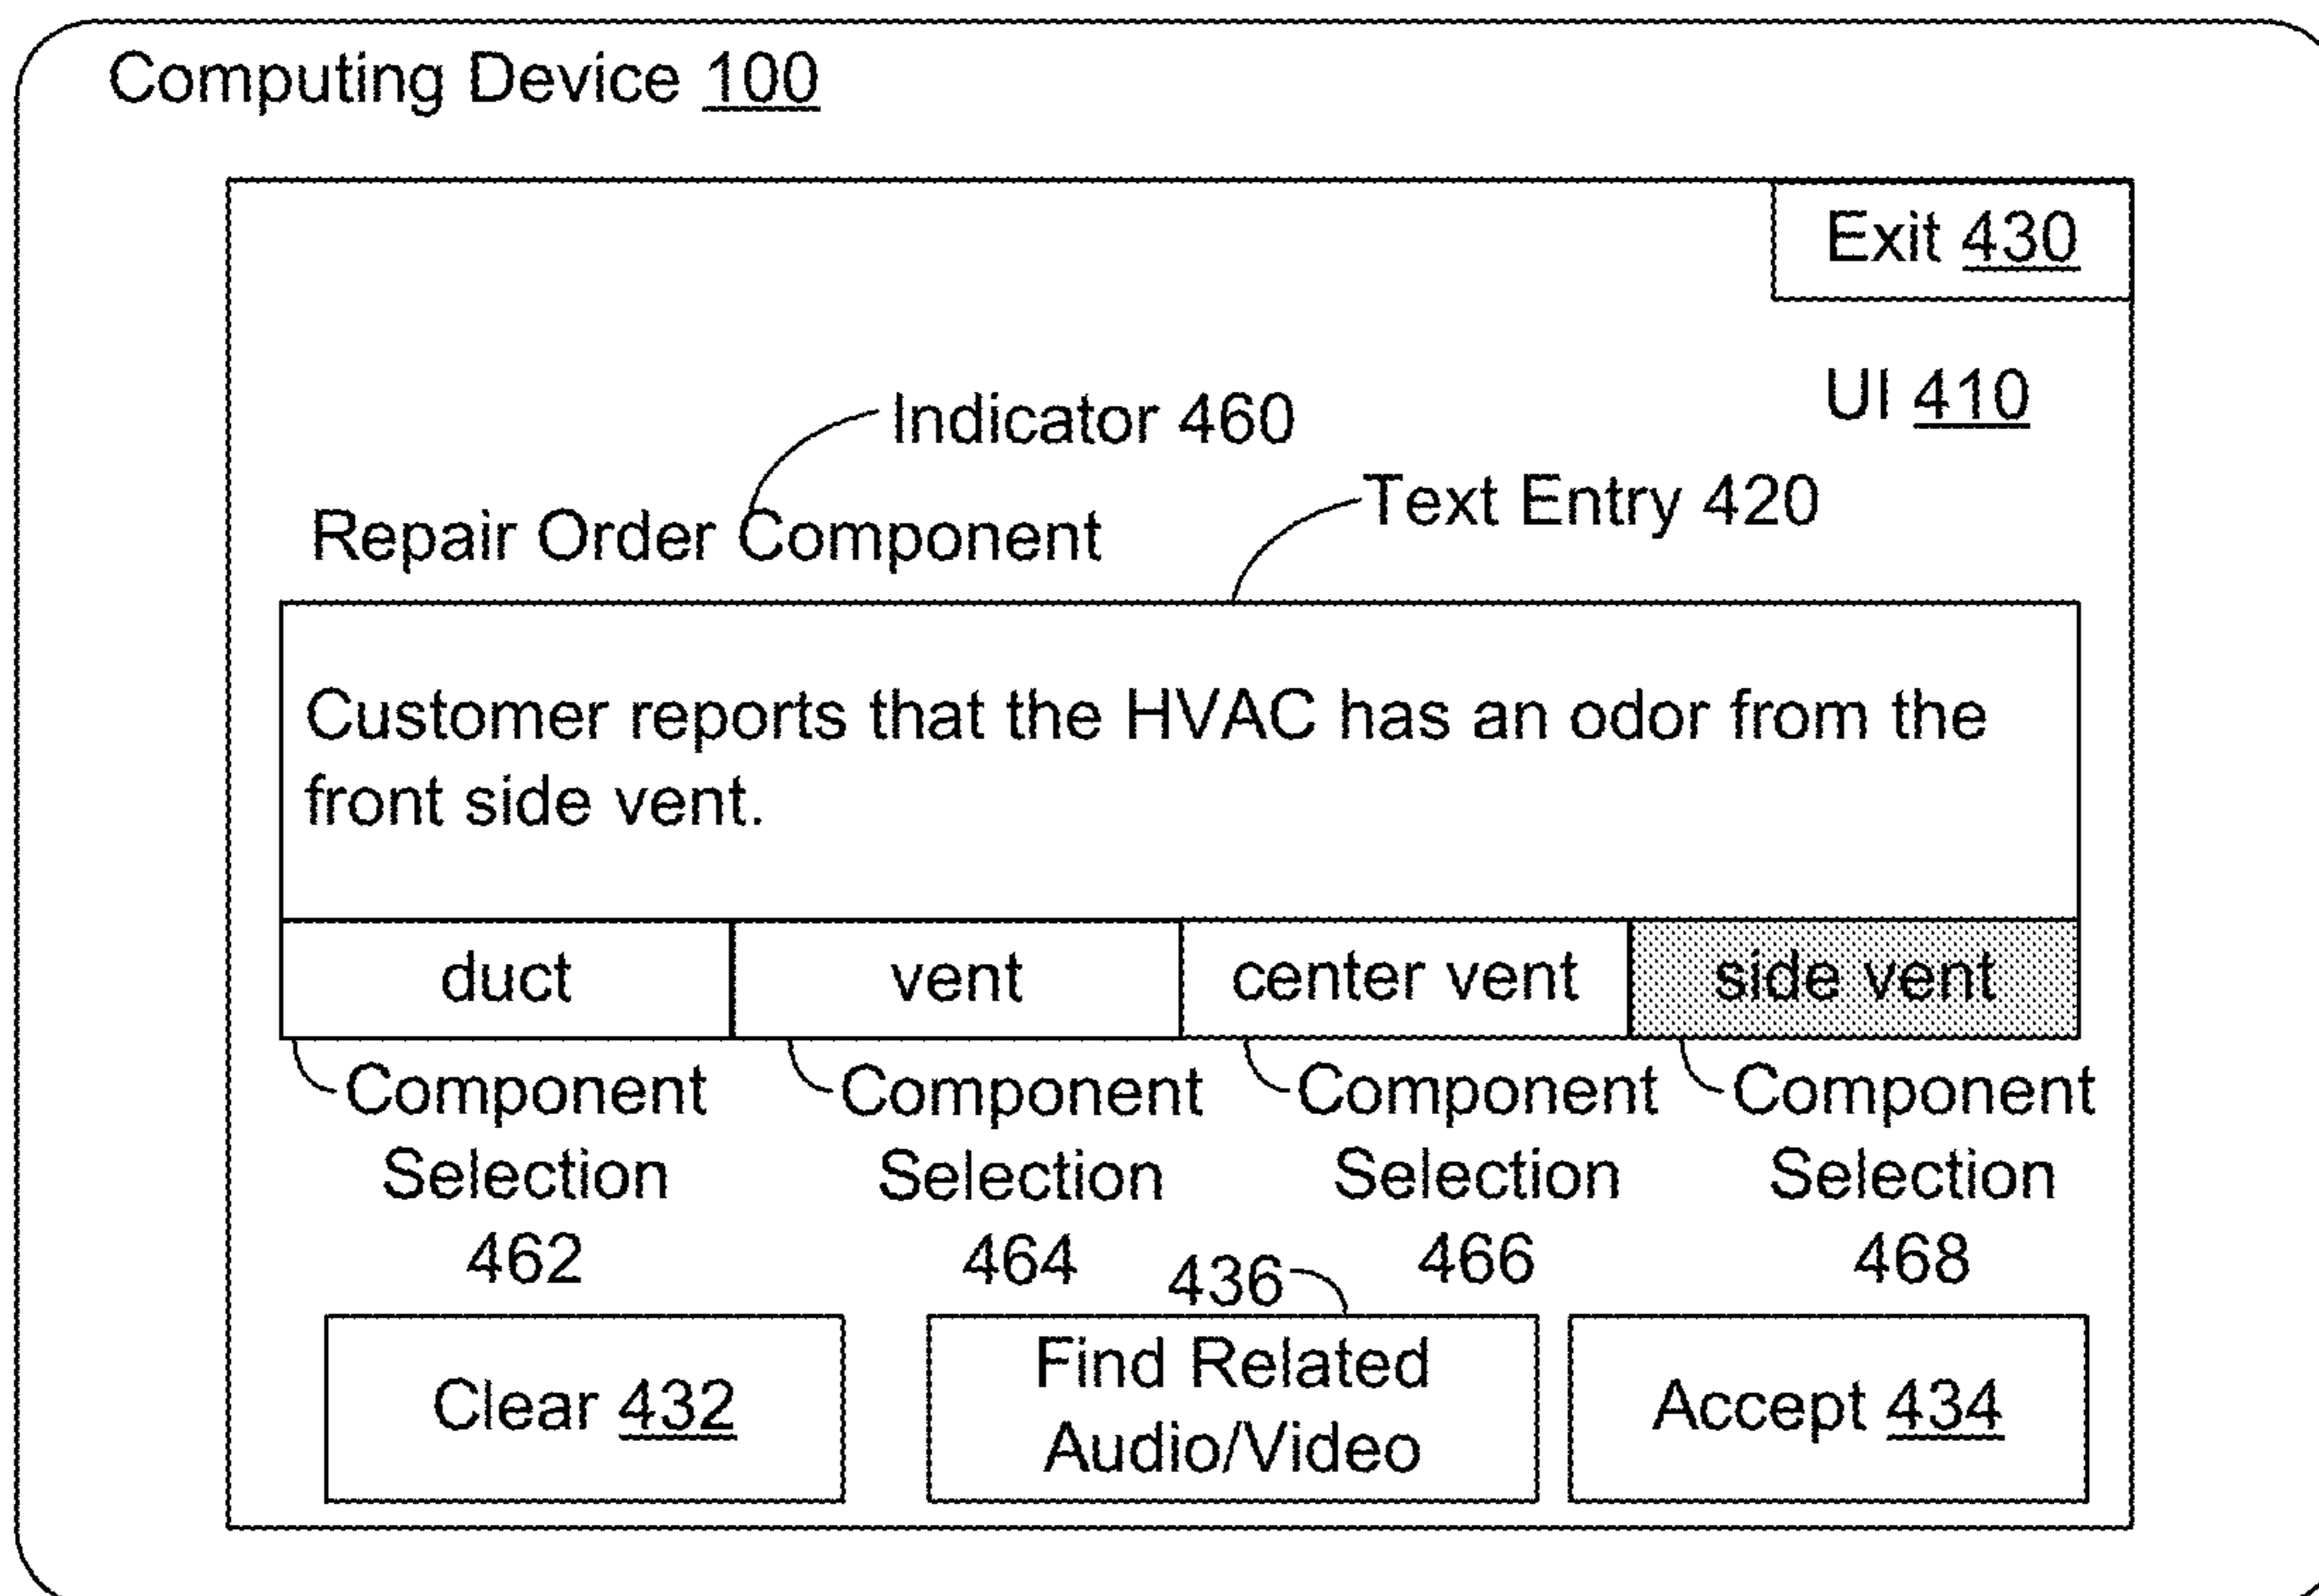 Computing Device 100
Exit 430
UI 410
Indicator 460
Text Entry 420
Repair Order Component
Customer reports that the HVAC has an odor from the
front side vent.
duct
vent
center vent
side vent
Component
Selection
462
Component
Selection
464
Component
Selection
466
Component
Selection
468
436
Clear 432
Find Related
Audio/Video
Accept 434